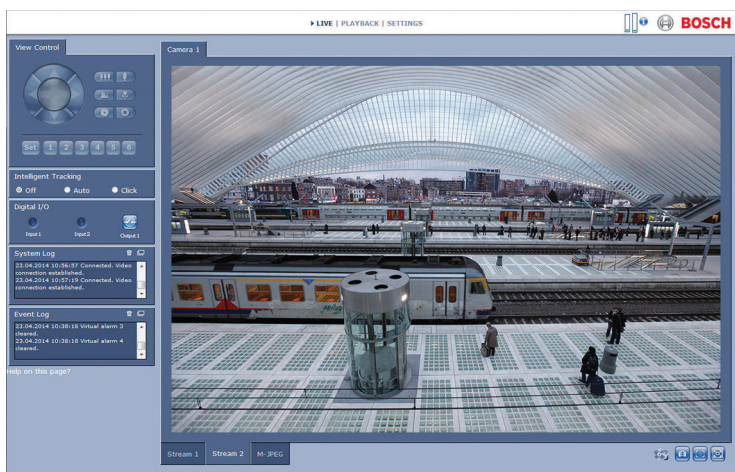 LIVE | PLAYBACK | SETTINGS
BOSCH
View Control
Set 1 2 3 4 5 6
Intelligent Tracking
Off Auto Click
Digital I/O
Input 1 Input 2 Output 1
System Log
23.04.2014 10:56:57 Connected. Video
connection established.
23.04.2014 10:57:19 Connected. Video
connection established.
Event Log
23.04.2014 10:38:18 Virtual alarm 3
cleared.
23.04.2014 10:38:18 Virtual alarm 4
cleared.
Help on this page?
Camera 1
Stream 1 Stream 2 M-JPEG